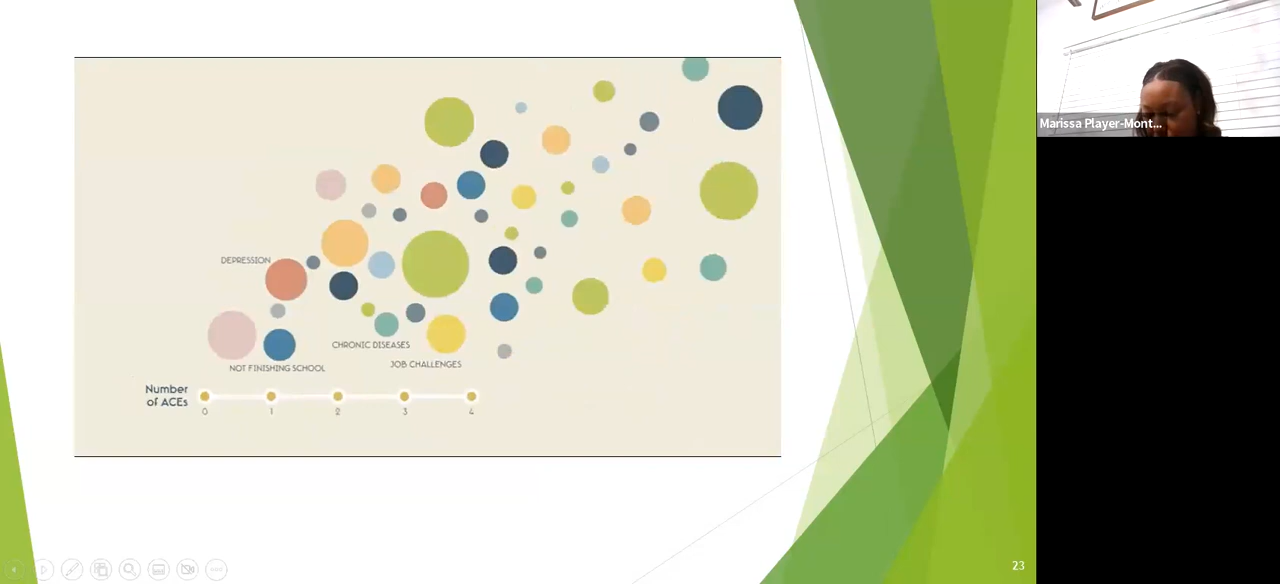 Marissa Player-Mont...
DEPRESSION
CHRONIC DISEASES
JOB CHALLENGES
NOT FINISHING SCHOOL
Number
of ACEs
0 1 2 3 4
23